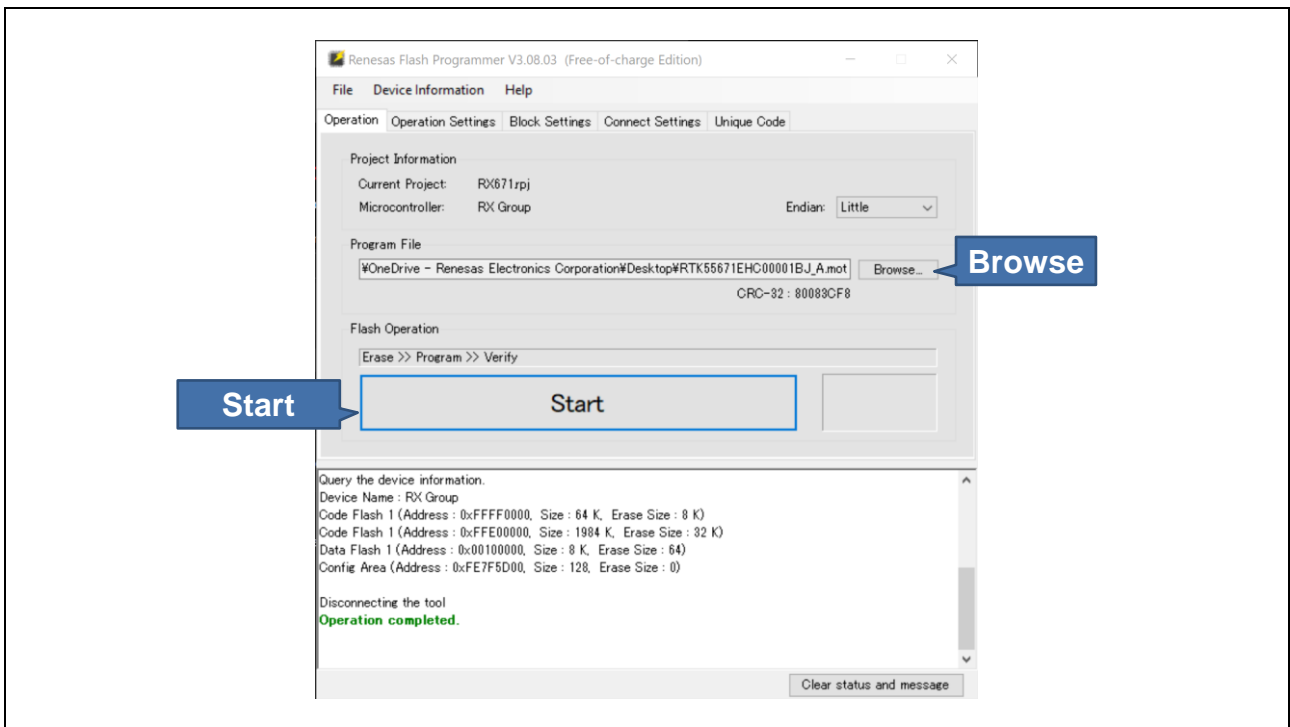 Renesas Flash Programmer V3.08.03 (Free-of-charge Edition)
File Device Information Help
Operation Operation Settings Block Settings Connect Settings Unique Code
Project Information
Current Project: RX671.rpj
Microcontroller: RX Group Endian: Little
Program File
¥OneDrive - Renesas Electronics Corporation¥Desktop¥RTK55671EHC00001BJ_A.mot Browse... Browse
CRC-32 : 80083CF8
Flash Operation
Erase >> Program >> Verify
Start Start
Query the device information.
Device Name : RX Group
Code Flash 1 (Address : 0xFFFF0000, Size : 64 K, Erase Size : 8 K)
Code Flash 1 (Address : 0xFFE00000, Size : 1984 K, Erase Size : 32 K)
Data Flash 1 (Address : 0x00100000, Size : 8 K, Erase Size : 64)
Config Area (Address : 0xFE7F5D00, Size : 128, Erase Size : 0)
Disconnecting the tool
Operation completed.
Clear status and message